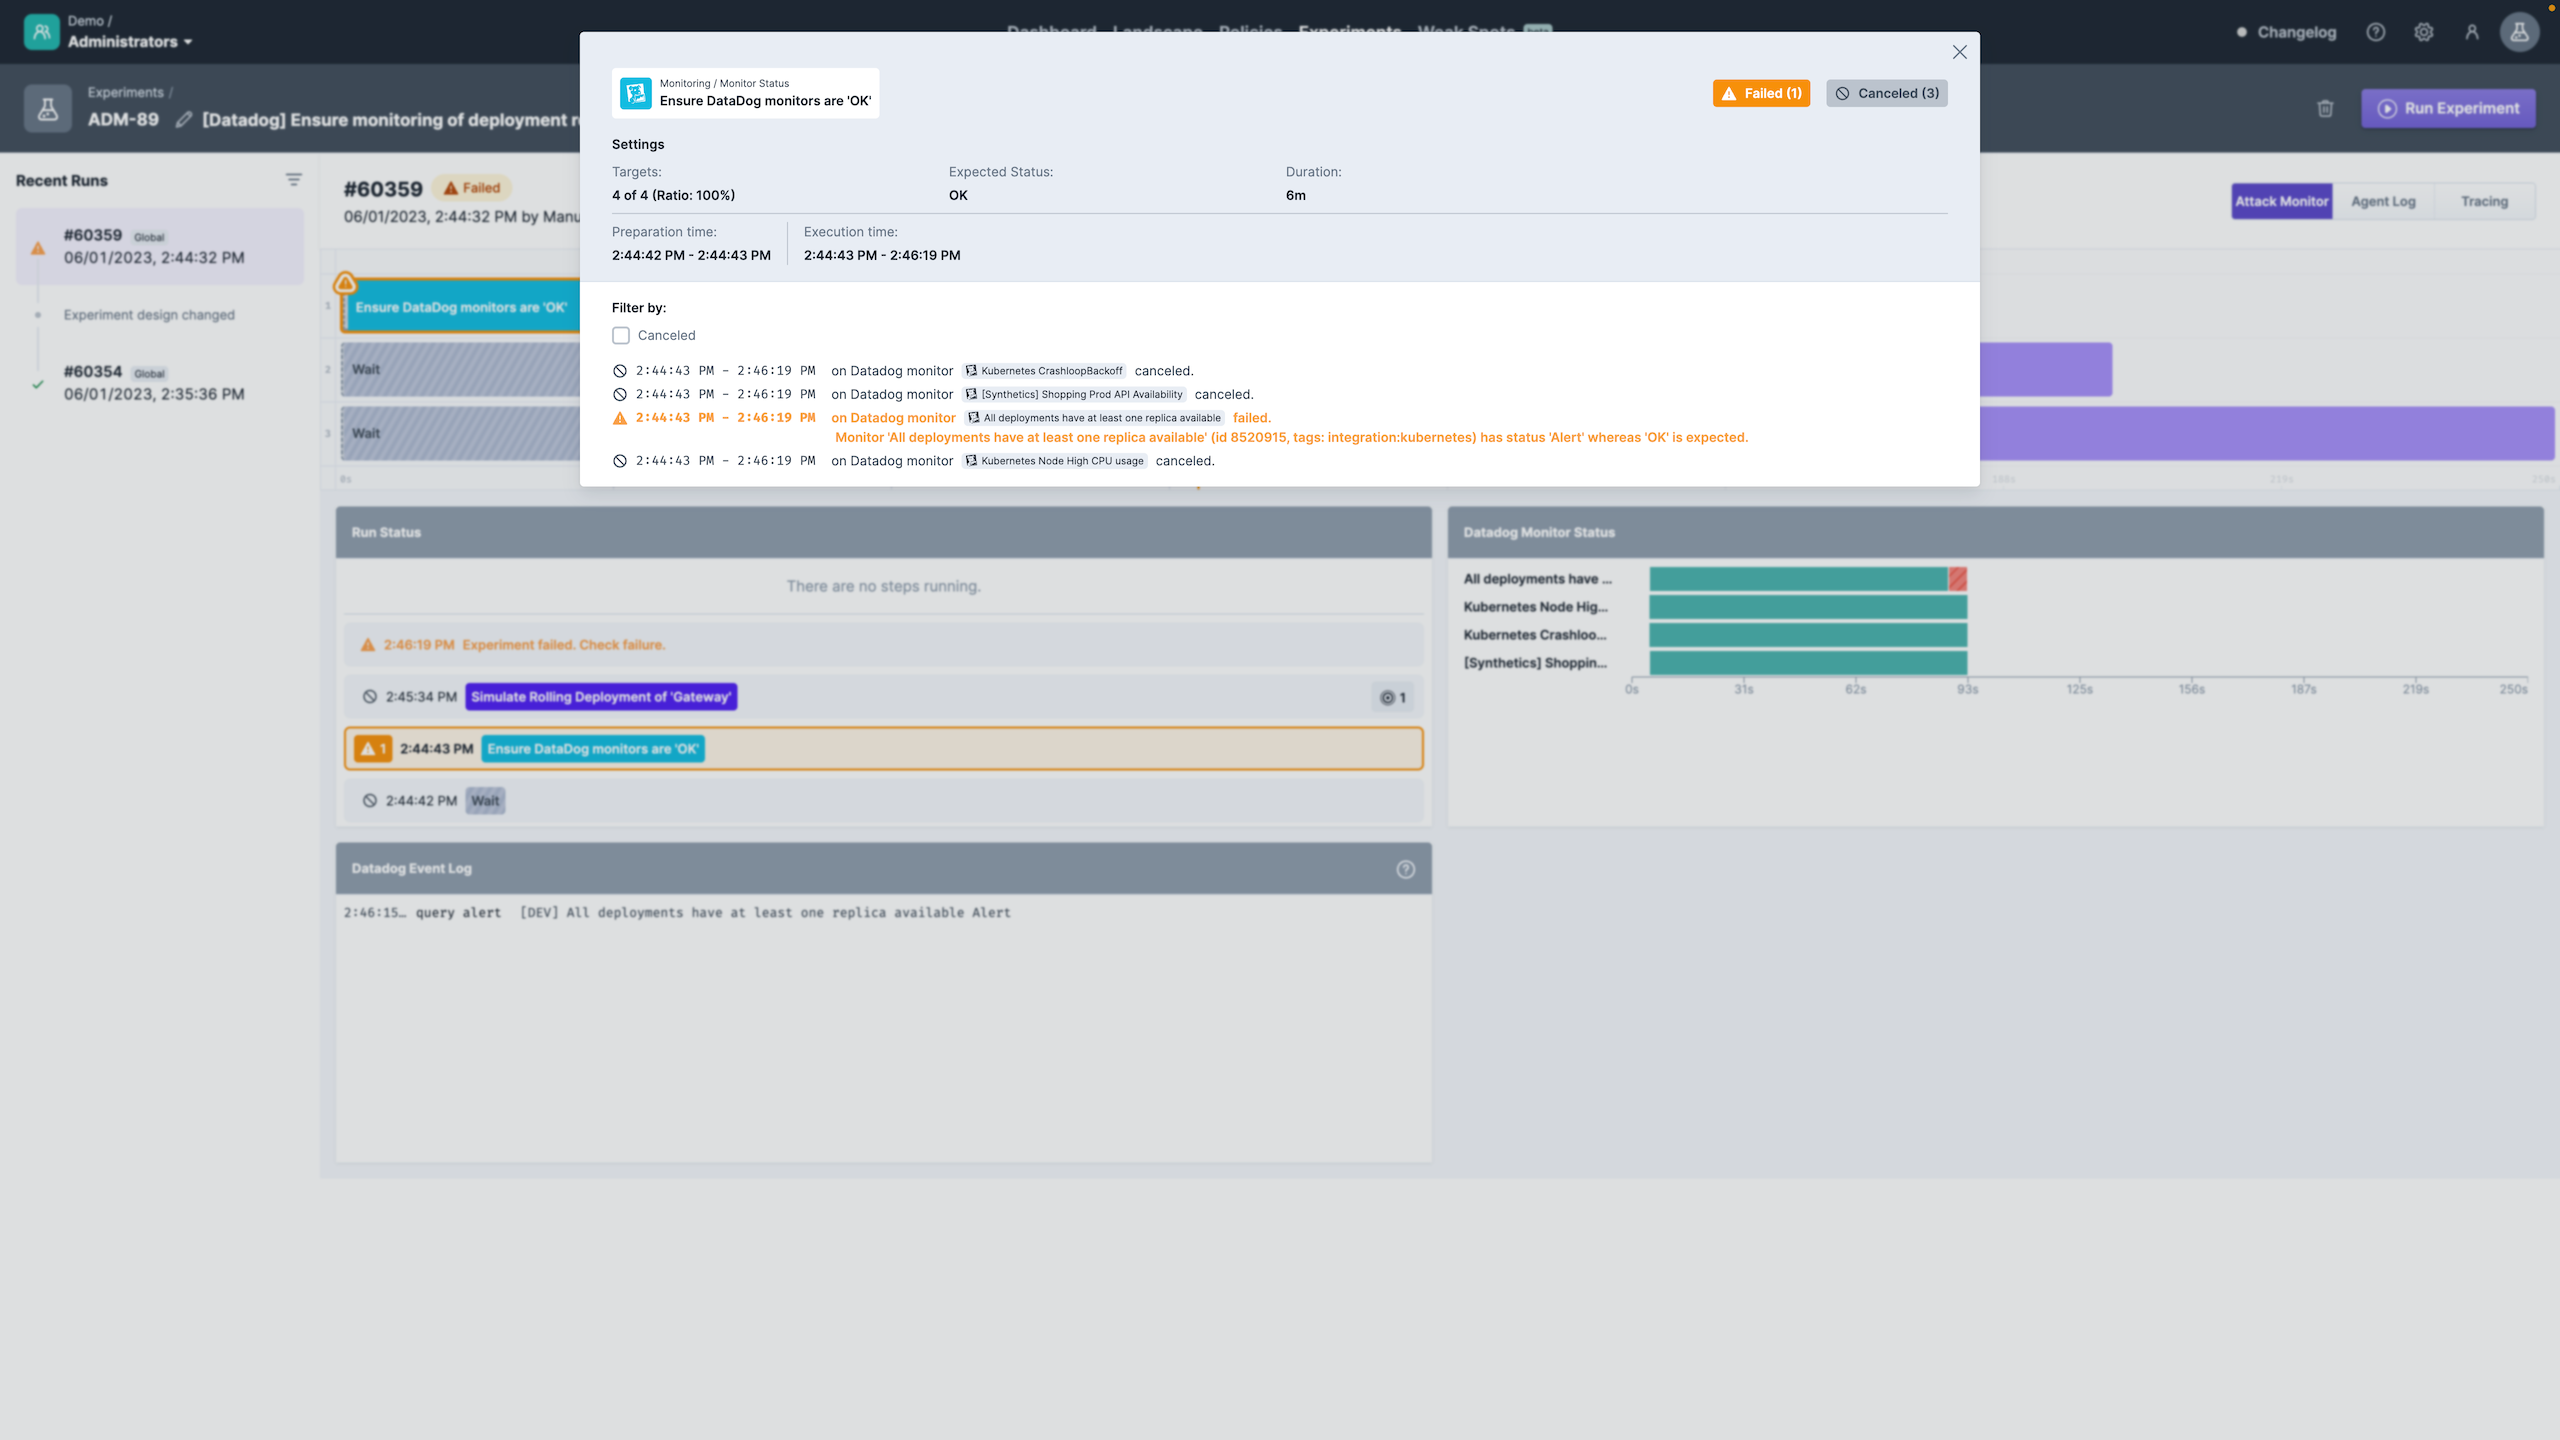 Demo /
Administrators
Dashboard Landscape Policies Experiments Weak Spots
Changelog
Experiments /
ADM-89 [Datadog] Ensure monitoring of deployment
Run Experiment
Monitoring / Monitor Status
Ensure DataDog monitors are 'OK'
Failed (1)
Canceled (3)
Settings
Targets:
4 of 4 (Ratio: 100%)
Expected Status:
OK
Duration:
6m
Preparation time:
2:44:42 PM - 2:44:43 PM
Execution time:
2:44:43 PM - 2:46:19 PM
Filter by:
Canceled
2:44:43 PM - 2:46:19 PM on Datadog monitor Kubernetes CrashloopBackoff canceled.
2:44:43 PM - 2:46:19 PM on Datadog monitor [Synthetics] Shopping Prod API Availability canceled.
2:44:43 PM - 2:46:19 PM on Datadog monitor All deployments have at least one replica available failed.
Monitor 'All deployments have at least one replica available' (id 8520915, tags: integration:kubernetes) has status 'Alert' whereas 'OK' is expected.
2:44:43 PM - 2:46:19 PM on Datadog monitor Kubernetes Node High CPU usage canceled.
Recent Runs
#60359 Global
06/01/2023, 2:44:32 PM
Experiment design changed
#60354 Global
06/01/2023, 2:35:36 PM
#60359 Failed
06/01/2023, 2:44:32 PM by Manu
Attack Monitor
Agent Log
Tracing
1
Ensure DataDog monitors are 'OK'
2
Wait
3
Wait
0s
188s
219s
250s
Run Status
There are no steps running.
2:46:19 PM Experiment failed. Check failure.
2:45:34 PM Simulate Rolling Deployment of 'Gateway' 1
1 2:44:43 PM Ensure DataDog monitors are 'OK'
2:44:42 PM Wait
Datadog Monitor Status
All deployments have ...
Kubernetes Node Hig...
Kubernetes Crashloo...
[Synthetics] Shoppin...
0s 31s 62s 93s 125s 156s 187s 219s 250s
Datadog Event Log
2:46:15… query alert [DEV] All deployments have at least one replica available Alert